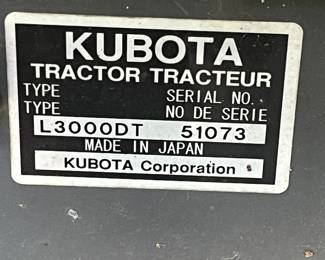 KUBOTA
TRACTOR TRACTEUR
TYPE SERIAL NO.
TYPE NO DE SERIE
L3000DT 51073
MADE IN JAPAN
KUBOTA Corporation